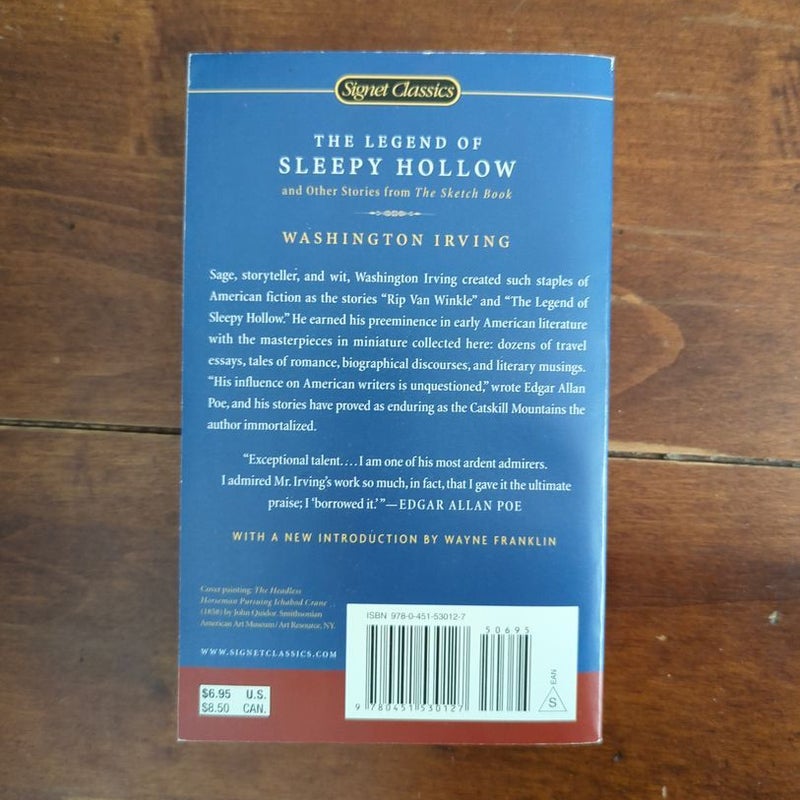 Signet Classics
THE LEGEND OF
SLEEPY HOLLOW
and Other Stories from The Sketch Book
WASHINGTON IRVING
Sage, storyteller, and wit, Washington Irving created such staples of
American fiction as the stories “Rip Van Winkle” and “The Legend of
Sleepy Hollow.” He earned his preeminence in early American literature
with the masterpieces in miniature collected here: dozens of travel
essays, tales of romance, biographical discourses, and literary musings.
“His influence on American writers is unquestioned,” wrote Edgar Allan
Poe, and his stories have proved as enduring as the Catskill Mountains the
author immortalized.
“Exceptional talent.... I am one of his most ardent admirers.
I admired Mr. Irving’s work so much, in fact, that I gave it the ultimate
praise; I ‘borrowed it.’”—EDGAR ALLAN POE
WITH A NEW INTRODUCTION BY WAYNE FRANKLIN
Cover painting: The Headless
Horseman Pursuing Ichabod Crane
(1858) by John Quidor. Smithsonian
American Art Museum/Art Resource, NY.
WWW.SIGNETCLASSICS.COM
ISBN 978-0-451-53012-7
50695
9 780451 530127
EAN
S
$6.95 U.S.
$8.50 CAN.